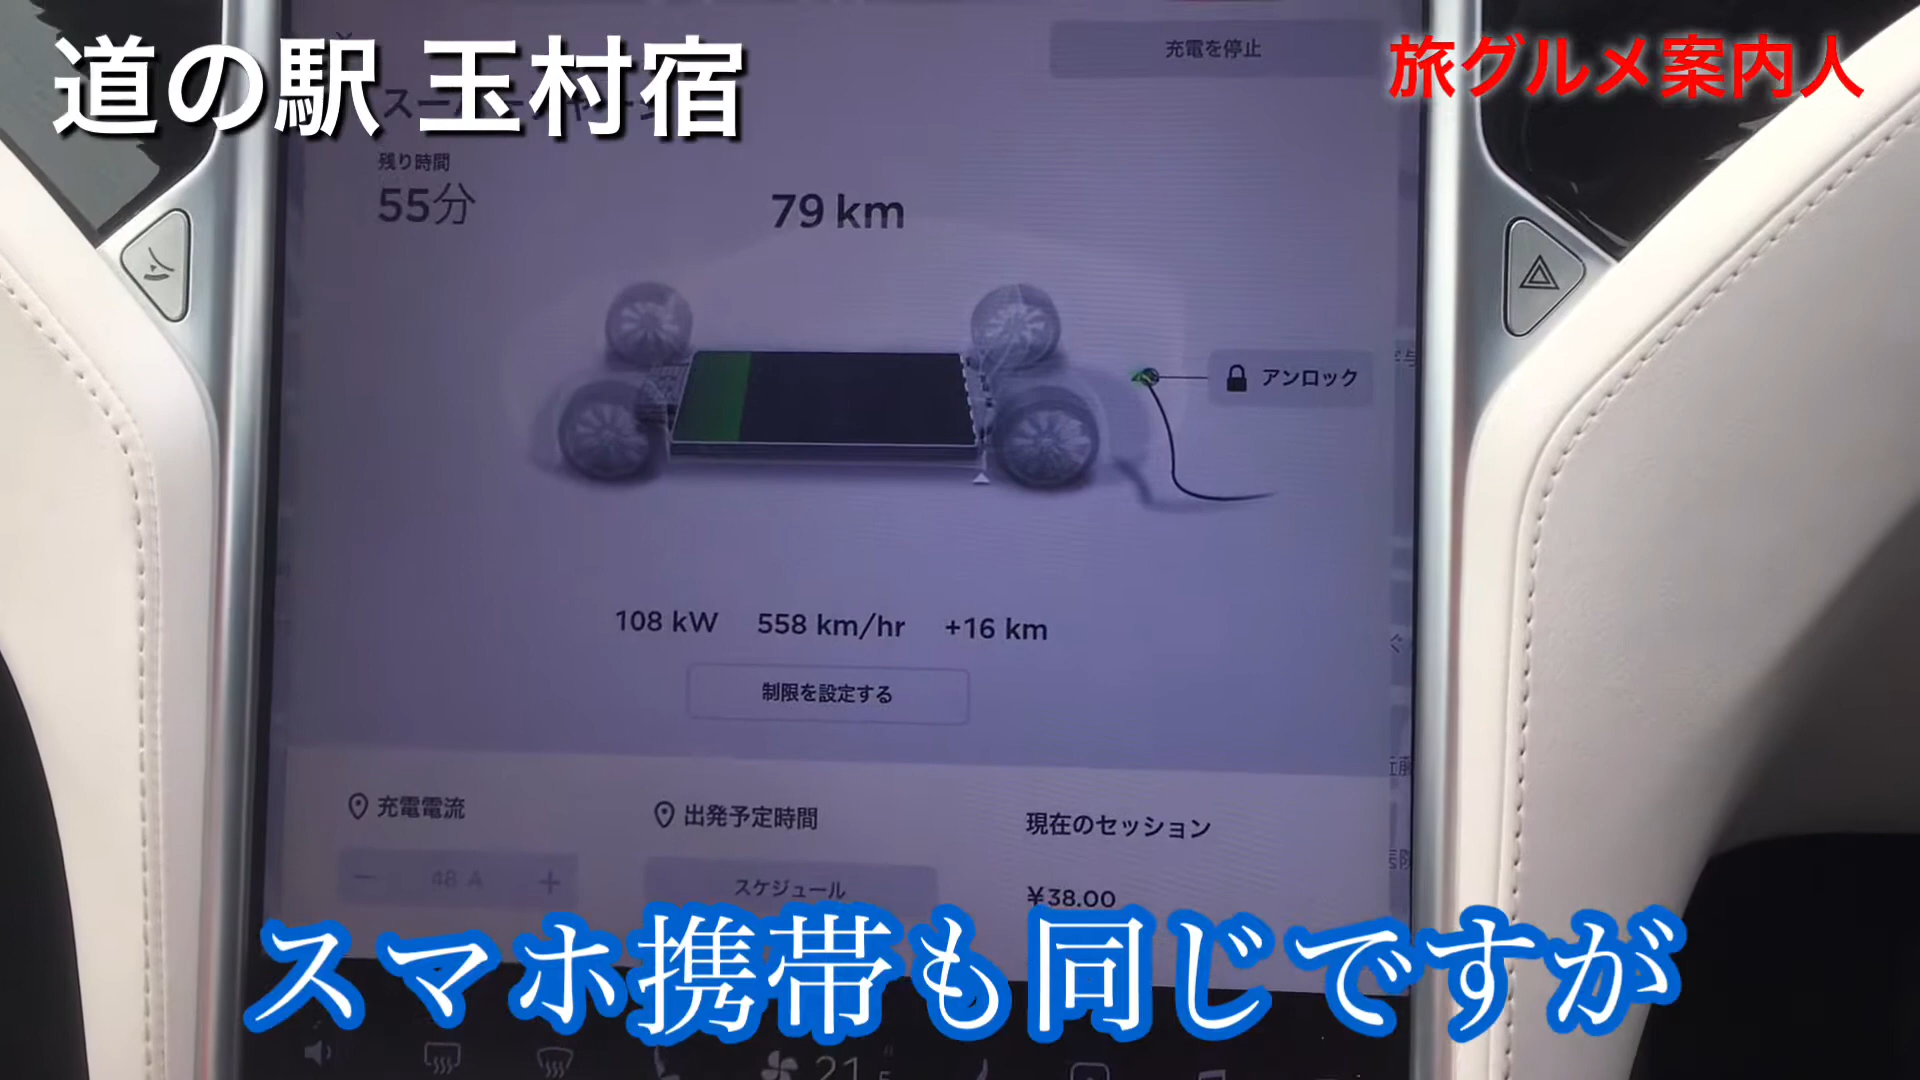 道の駅 玉村宿
旅グルメ案内人
充電を停止
残り時間
55分
79 km
アンロック
108 kW 558 km/hr +16 km
制限を設定する
充電電流
出発予定時間
現在のセッション
48 A
スケジュール
¥38.00
スマホ携帯も同じですが
21